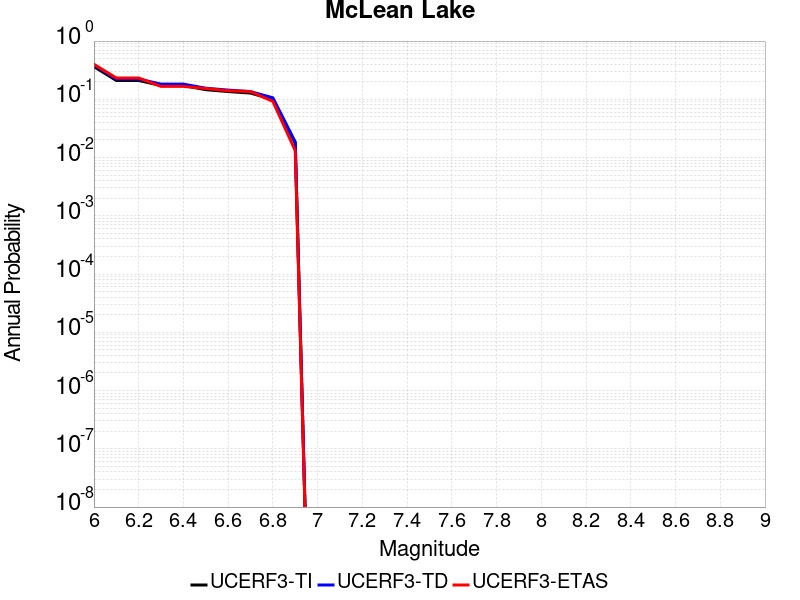 McLean Lake
10^0
10^-1
10^-2
10^-3
10^-4
10^-5
10^-6
10^-7
10^-8
Annual Probability
6 6.2 6.4 6.6 6.8 7 7.2 7.4 7.6 7.8 8 8.2 8.4 8.6 8.8 9
Magnitude
UCERF3-TI UCERF3-TD UCERF3-ETAS